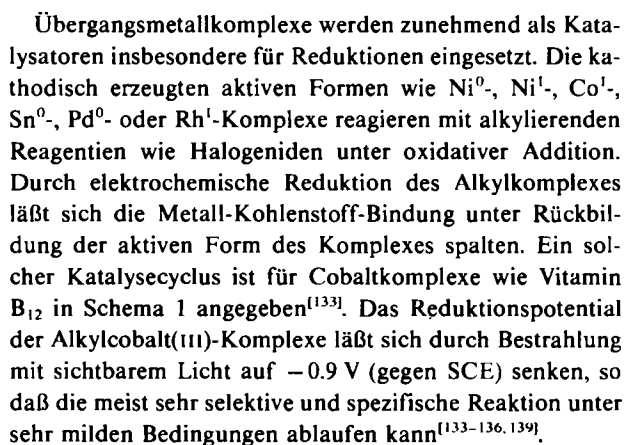 Übergangsmetallkomplexe werden zunehmend als Kata-
lysatoren insbesondere für Reduktionen eingesetzt. Die ka-
thodisch erzeugten aktiven Formen wie Ni⁰-, Niᴵ-, Coᴵ-,
Sn⁰-, Pd⁰- oder Rhᴵ-Komplexe reagieren mit alkylierenden
Reagentien wie Halogeniden unter oxidativer Addition.
Durch elektrochemische Reduktion des Alkylkomplexes
läßt sich die Metall-Kohlenstoff-Bindung unter Rückbil-
dung der aktiven Form des Komplexes spalten. Ein sol-
cher Katalysecyclus ist für Cobaltkomplexe wie Vitamin
B₁₂ in Schema 1 angegeben[133]. Das Reduktionspotential
der Alkylcobalt(III)-Komplexe läßt sich durch Bestrahlung
mit sichtbarem Licht auf −0.9 V (gegen SCE) senken, so
daß die meist sehr selektive und spezifische Reaktion unter
sehr milden Bedingungen ablaufen kann[133-136, 139].